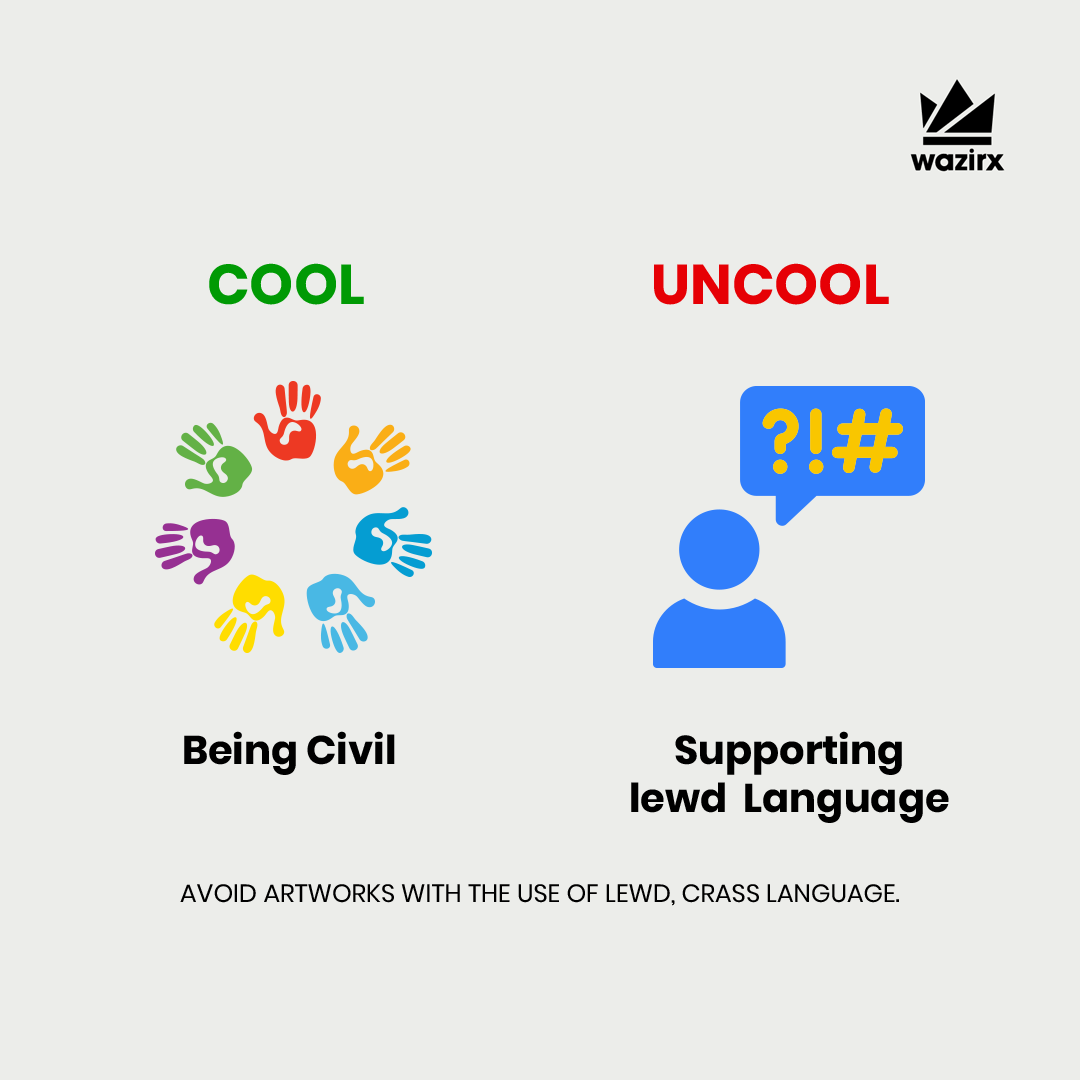 wazirx
COOL
UNCOOL
?!#
Being Civil
Supporting
lewd Language
AVOID ARTWORKS WITH THE USE OF LEWD, CRASS LANGUAGE.